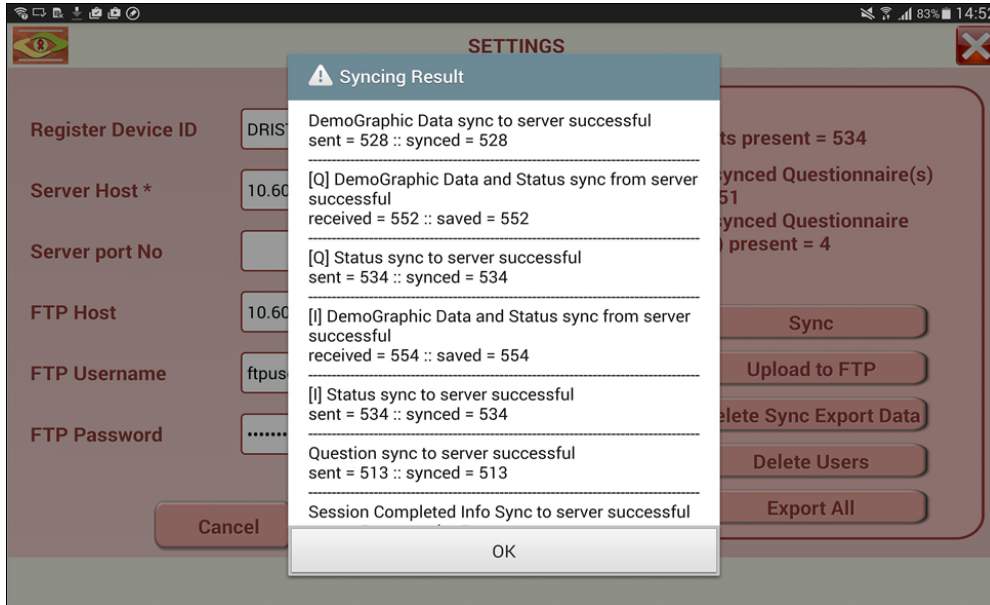 83% 14:52
SETTINGS
Syncing Result
DemoGraphic Data sync to server successful
sent = 528 :: synced = 528
[Q] DemoGraphic Data and Status sync from server
successful
received = 552 :: saved = 552
[Q] Status sync to server successful
sent = 534 :: synced = 534
[I] DemoGraphic Data and Status sync from server
successful
received = 554 :: saved = 554
[I] Status sync to server successful
sent = 534 :: synced = 534
Question sync to server successful
sent = 513 :: synced = 513
Session Completed Info Sync to server successful
OK
Register Device ID DRIS
Server Host * 10.60
Server port No
FTP Host 10.60
FTP Username ftpus
FTP Password
Cancel
ts present = 534
synced Questionnaire(s)
51
synced Questionnaire
) present = 4
Sync
Upload to FTP
elete Sync Export Data
Delete Users
Export All